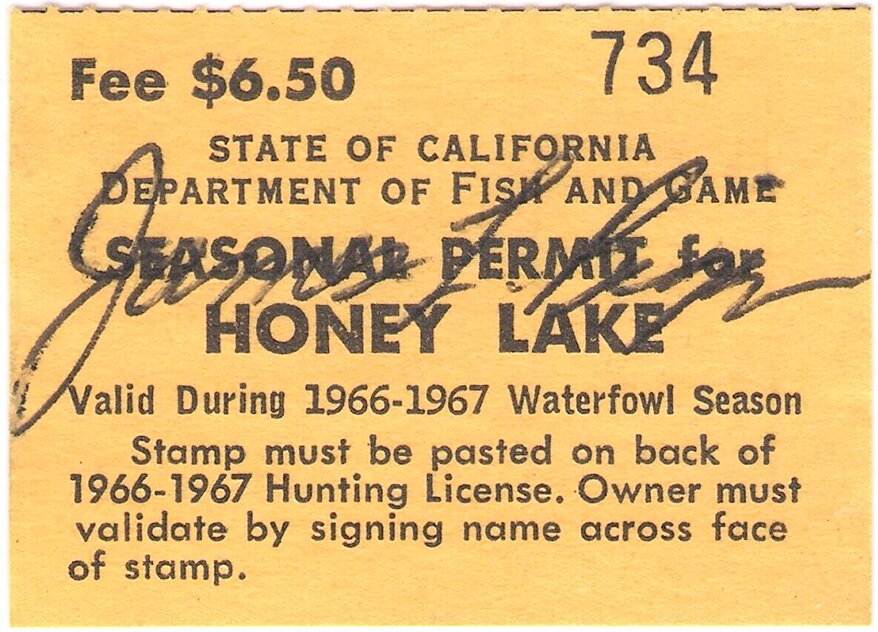 Fee $6.50 734
STATE OF CALIFORNIA
DEPARTMENT OF FISH AND GAME
SEASONAL PERMIT for
HONEY LAKE
Valid During 1966-1967 Waterfowl Season
Stamp must be pasted on back of
1966-1967 Hunting License. Owner must
validate by signing name across face
of stamp.